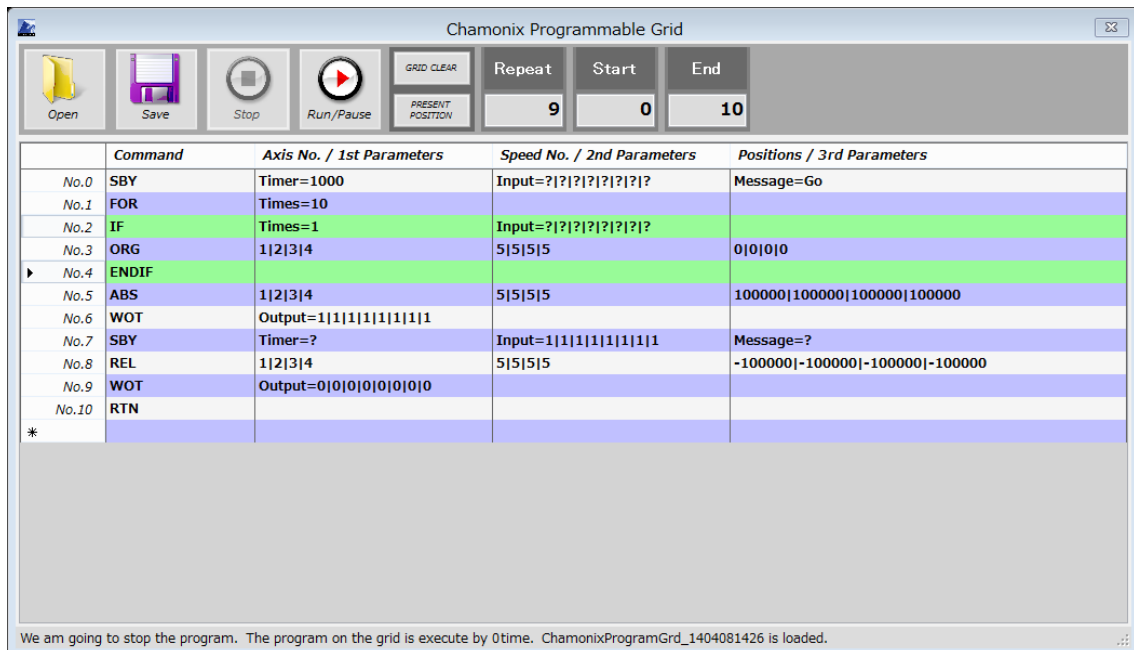 Chamonix Programmable Grid
Open
Save
Stop
Run/Pause
GRID CLEAR
PRESENT POSITION
Repeat Start End
9 0 10
Command Axis No. / 1st Parameters Speed No. / 2nd Parameters Positions / 3rd Parameters
No.0 SBY Timer=1000 Input=?|?|?|?|?|?|?|? Message=Go
No.1 FOR Times=10
No.2 IF Times=1 Input=?|?|?|?|?|?|?|?
No.3 ORG 1|2|3|4 5|5|5|5 0|0|0|0
No.4 ENDIF
No.5 ABS 1|2|3|4 5|5|5|5 100000|100000|100000|100000
No.6 WOT Output=1|1|1|1|1|1|1|1
No.7 SBY Timer=? Input=1|1|1|1|1|1|1|1 Message=?
No.8 REL 1|2|3|4 5|5|5|5 -100000|-100000|-100000|-100000
No.9 WOT Output=0|0|0|0|0|0|0|0
No.10 RTN
We am going to stop the program. The program on the grid is execute by 0time. ChamonixProgramGrd_1404081426 is loaded.